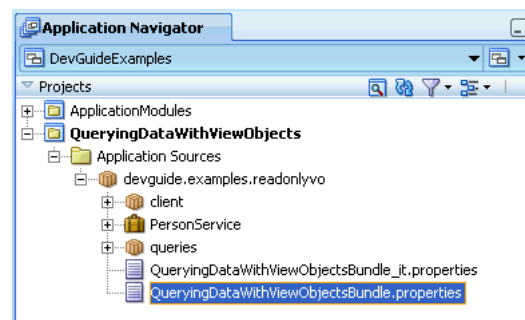 Application Navigator
DevGuideExamples
Projects
ApplicationModules
QueryingDataWithViewObjects
Application Sources
devguide.examples.readonlyvo
client
PersonService
queries
QueryingDataWithViewObjectsBundle_it.properties
QueryingDataWithViewObjectsBundle.properties